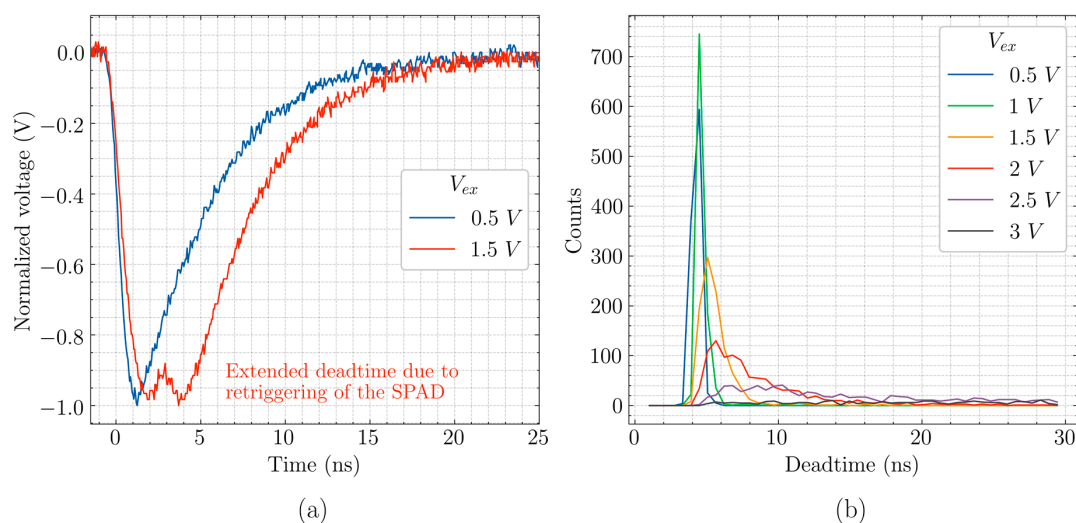 0.0
−0.2
−0.4
−0.6
−0.8
−1.0
Normalized voltage (V)
V_ex
0.5 V
1.5 V
Extended deadtime due to
retriggering of the SPAD
0 5 10 15 20 25
Time (ns)
(a)
700
600
500
400
300
200
100
0
Counts
V_ex
0.5 V
1 V
1.5 V
2 V
2.5 V
3 V
0 10 20 30
Deadtime (ns)
(b)